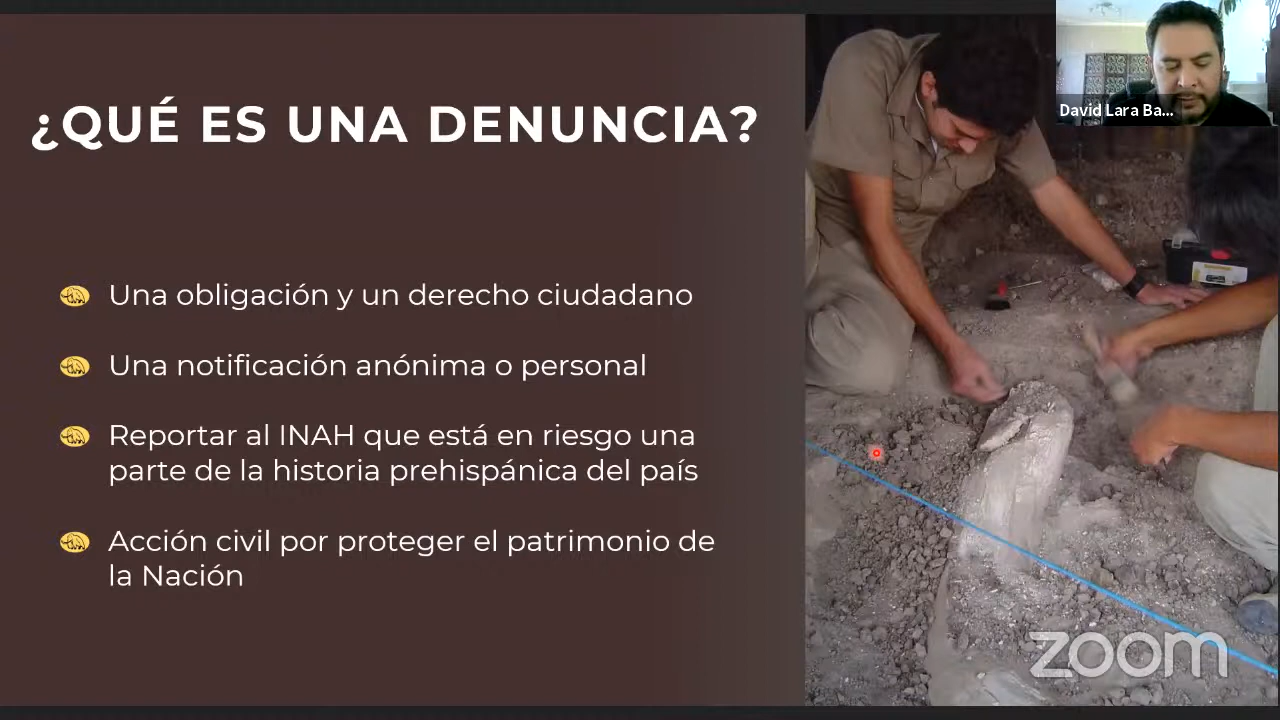 ¿QUÉ ES UNA DENUNCIA?
Una obligación y un derecho ciudadano
Una notificación anónima o personal
Reportar al INAH que está en riesgo una
parte de la historia prehispánica del país
Acción civil por proteger el patrimonio de
la Nación
David Lara Ba...
zoom